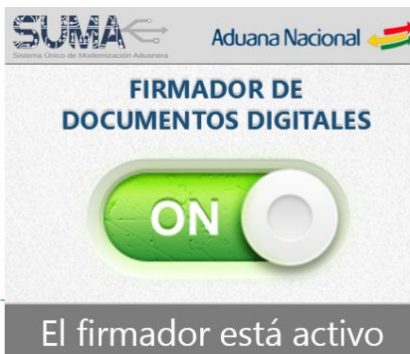 SUMA
Sistema Único de Modernización Aduanera
Aduana Nacional
FIRMADOR DE
DOCUMENTOS DIGITALES
ON
El firmador está activo